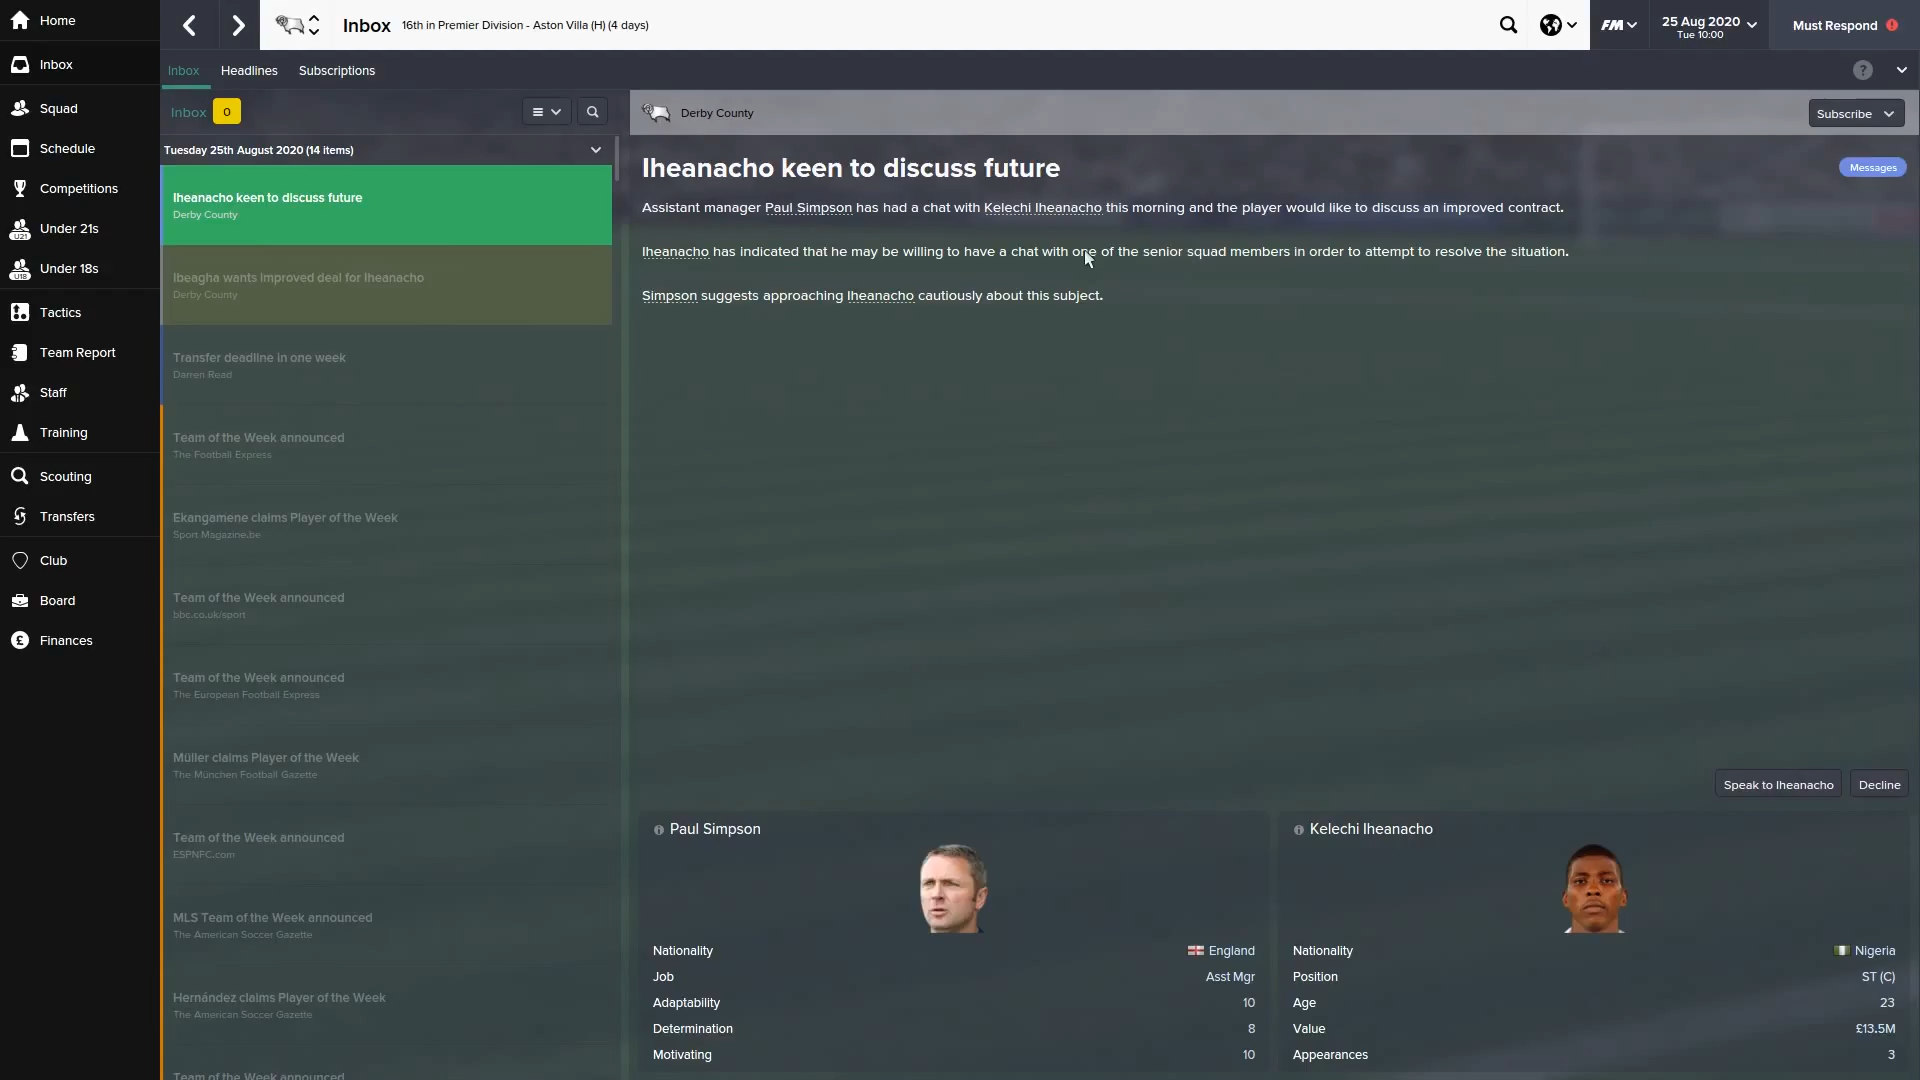 Home
Inbox
Squad
Schedule
Competitions
U21
Under 21s
U18
Under 18s
Tactics
Team Report
Staff
Training
Scouting
Transfers
Club
Board
£ Finances
Inbox 16th in Premier Division - Aston Villa (H) (4 days)
FM
25 Aug 2020
Tue 10:00
Must Respond !
Inbox Headlines Subscriptions
?
Inbox 0
Tuesday 25th August 2020 (14 items)
Iheanacho keen to discuss future
Derby County
Ibeagha wants improved deal for Iheanacho
Derby County
Transfer deadline in one week
Darren Read
Team of the Week announced
The Football Express
Ekangamene claims Player of the Week
Sport Magazine.be
Team of the Week announced
bbc.co.uk/sport
Team of the Week announced
The European Football Express
Müller claims Player of the Week
The München Football Gazette
Team of the Week announced
ESPNFC.com
MLS Team of the Week announced
The American Soccer Gazette
Hernández claims Player of the Week
The American Soccer Gazette
Team of the Week announced
Derby County
Subscribe
Iheanacho keen to discuss future
Messages
Assistant manager Paul Simpson has had a chat with Kelechi Iheanacho this morning and the player would like to discuss an improved contract.
Iheanacho has indicated that he may be willing to have a chat with one of the senior squad members in order to attempt to resolve the situation.
Simpson suggests approaching Iheanacho cautiously about this subject.
Speak to Iheanacho Decline
Paul Simpson
Nationality England
Job Asst Mgr
Adaptability 10
Determination 8
Motivating 10
Kelechi Iheanacho
Nationality Nigeria
Position ST (C)
Age 23
Value £13.5M
Appearances 3